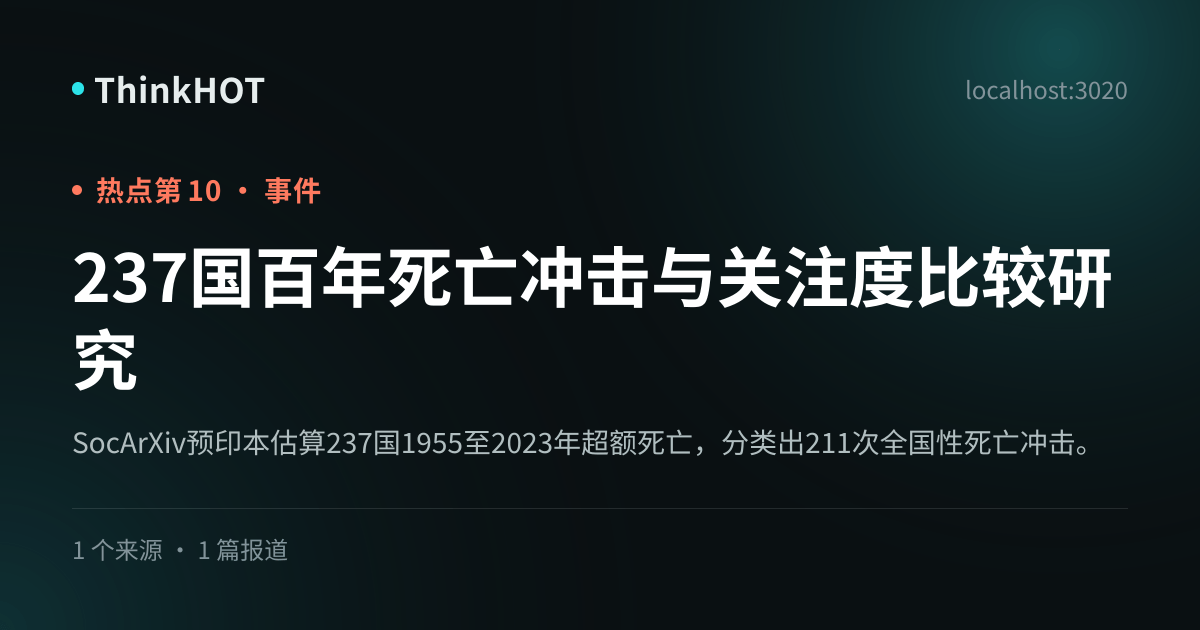 ThinkHOT
localhost:3020
热点第 10 · 事件
237国百年死亡冲击与关注度比较研
究
SocArXiv预印本估算237国1955至2023年超额死亡，分类出211次全国性死亡冲击。
1 个来源 · 1 篇报道